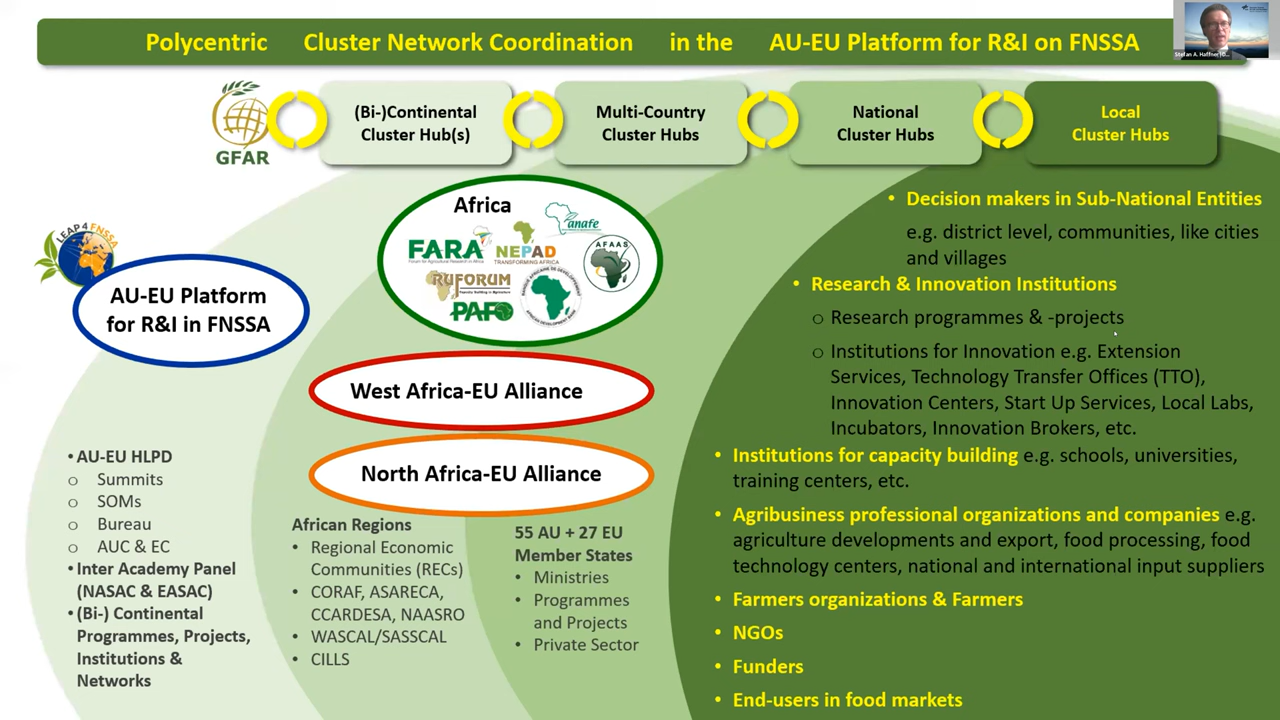 Polycentric Cluster Network Coordination in the AU-EU Platform for R&I on FNSSA
GFAR
(Bi-)Continental
Cluster Hub(s)
Multi-Country
Cluster Hubs
National
Cluster Hubs
Local
Cluster Hubs
LEAP4FNSSA
AU-EU Platform
for R&I in FNSSA
Africa
anafe
FARA
Forum for Agricultural Research in Africa
NEPAD
TRANSFORMING AFRICA
AFAAS
RUFORUM
PAFO
West Africa-EU Alliance
North Africa-EU Alliance
• AU-EU HLPD
o Summits
o SOMs
o Bureau
o AUC & EC
• Inter Academy Panel
(NASAC & EASAC)
• (Bi-) Continental
Programmes, Projects,
Institutions &
Networks
African Regions
• Regional Economic
Communities (RECs)
• CORAF, ASARECA,
CCARDESA, NAASRO
• WASCAL/SASSCAL
• CILLS
55 AU + 27 EU
Member States
• Ministries
• Programmes
and Projects
• Private Sector
• Decision makers in Sub-National Entities
e.g. district level, communities, like cities
and villages
• Research & Innovation Institutions
o Research programmes & -projects
o Institutions for Innovation e.g. Extension
Services, Technology Transfer Offices (TTO),
Innovation Centers, Start Up Services, Local Labs,
Incubators, Innovation Brokers, etc.
• Institutions for capacity building e.g. schools, universities,
training centers, etc.
• Agribusiness professional organizations and companies e.g.
agriculture developments and export, food processing, food
technology centers, national and international input suppliers
• Farmers organizations & Farmers
• NGOs
• Funders
• End-users in food markets
Stefan A. Haffner